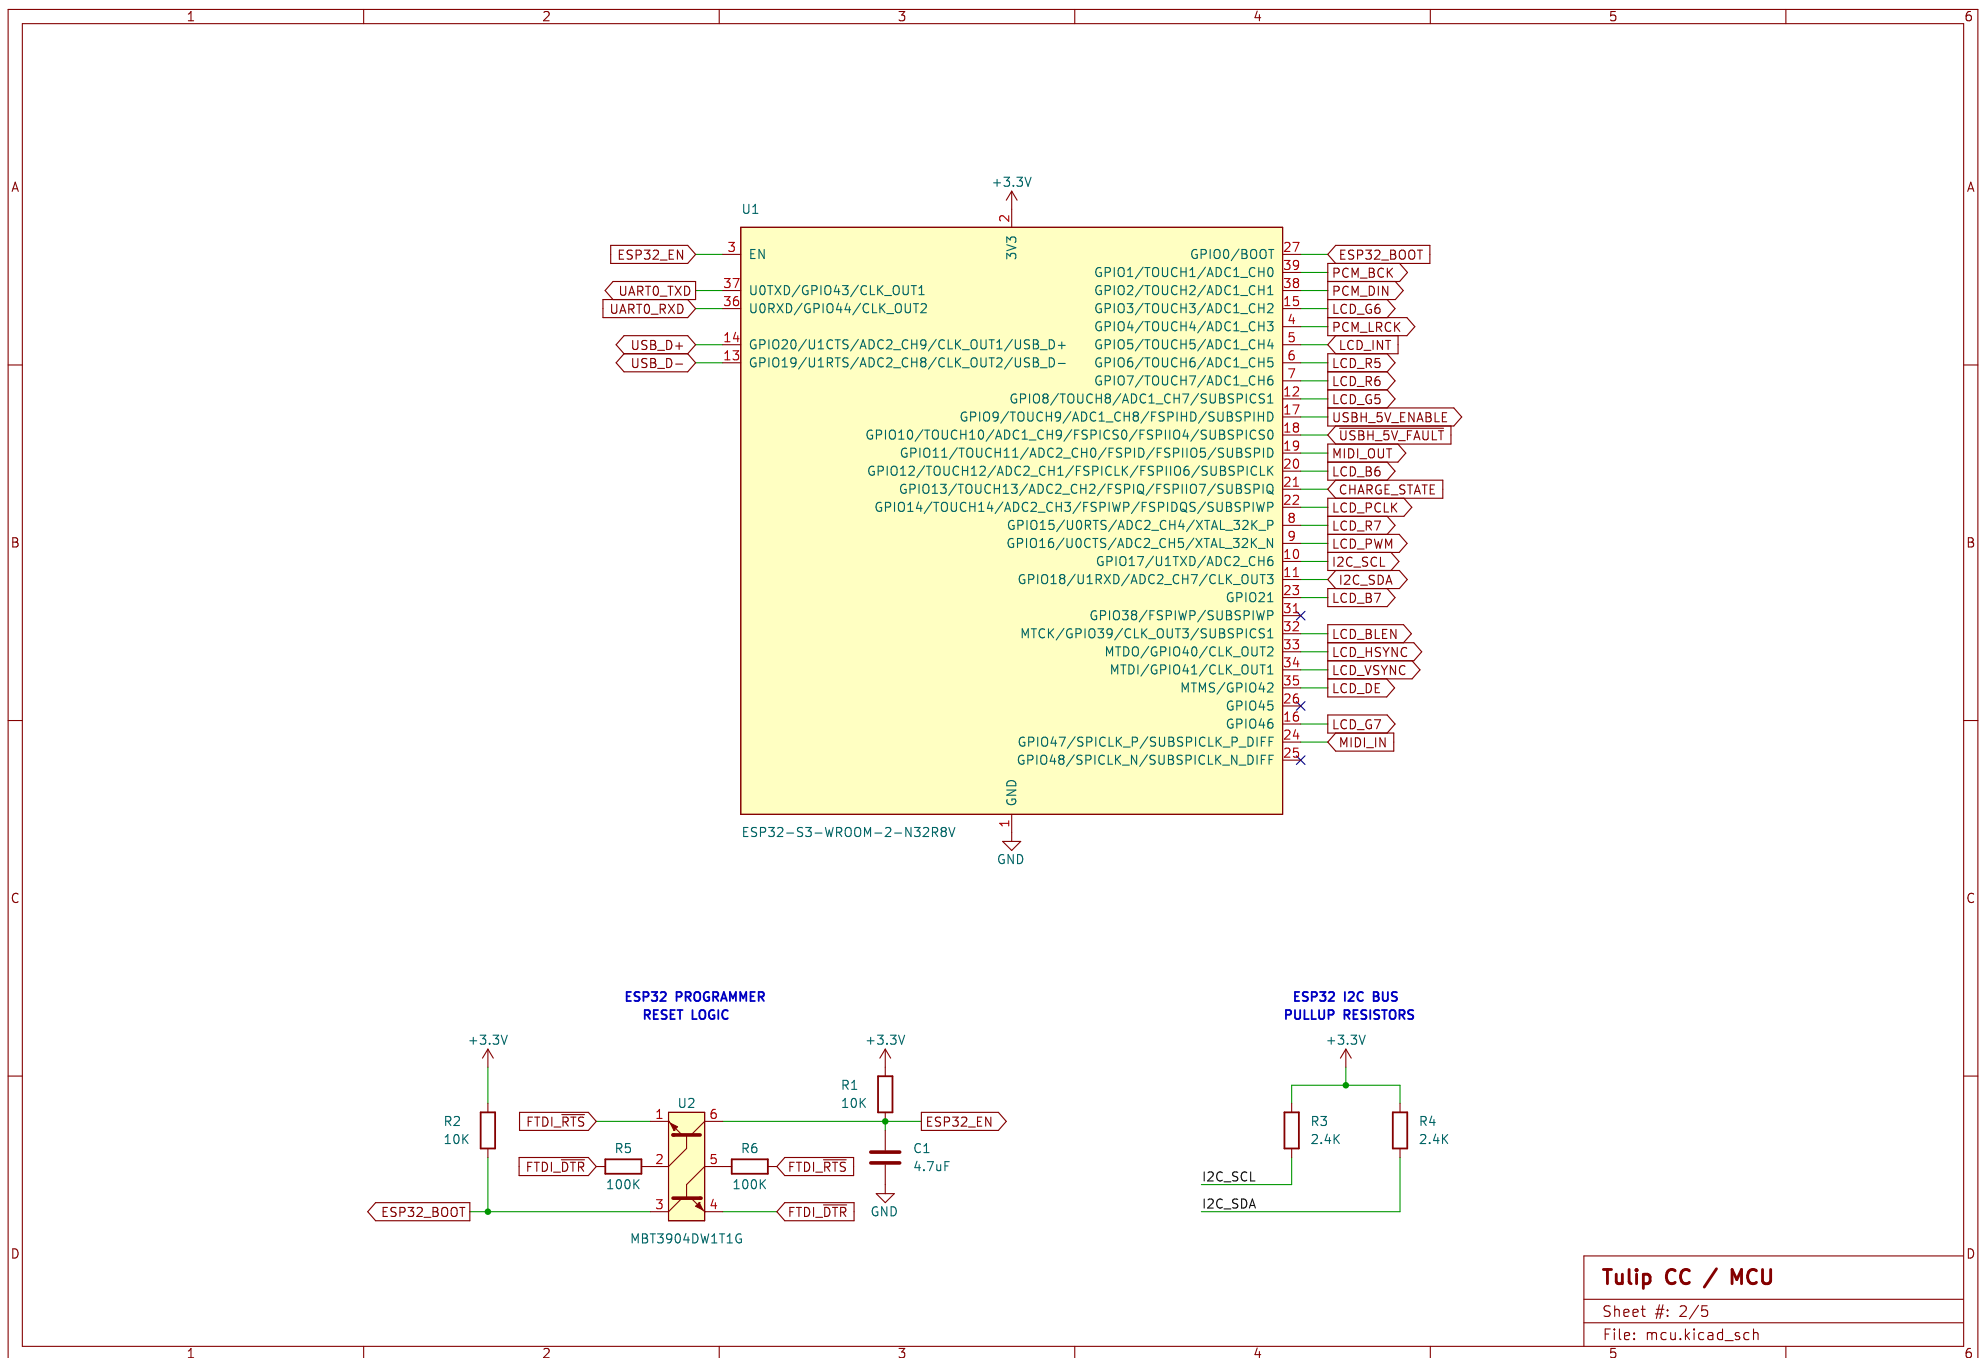 1 2 3 4 5 6
A A
+3.3V
U1
2
3V3
ESP32_EN 3 EN GPIO0/BOOT 27 ESP32_BOOT
GPIO1/TOUCH1/ADC1_CH0 39 PCM_BCK
UART0_TXD 37 U0TXD/GPIO43/CLK_OUT1 GPIO2/TOUCH2/ADC1_CH1 38 PCM_DIN
UART0_RXD 36 U0RXD/GPIO44/CLK_OUT2 GPIO3/TOUCH3/ADC1_CH2 15 LCD_G6
GPIO4/TOUCH4/ADC1_CH3 4 PCM_LRCK
USB_D+ 14 GPIO20/U1CTS/ADC2_CH9/CLK_OUT1/USB_D+ GPIO5/TOUCH5/ADC1_CH4 5 LCD_INT
USB_D- 13 GPIO19/U1RTS/ADC2_CH8/CLK_OUT2/USB_D- GPIO6/TOUCH6/ADC1_CH5 6 LCD_R5
GPIO7/TOUCH7/ADC1_CH6 7 LCD_R6
GPIO8/TOUCH8/ADC1_CH7/SUBSPICS1 12 LCD_G5
GPIO9/TOUCH9/ADC1_CH8/FSPIHD/SUBSPIHD 17 USBH_5V_ENABLE
GPIO10/TOUCH10/ADC1_CH9/FSPICS0/FSPIIO4/SUBSPICS0 18 USBH_5V_FAULT
GPIO11/TOUCH11/ADC2_CH0/FSPID/FSPIIO5/SUBSPID 19 MIDI_OUT
GPIO12/TOUCH12/ADC2_CH1/FSPICLK/FSPIIO6/SUBSPICLK 20 LCD_B6
GPIO13/TOUCH13/ADC2_CH2/FSPIQ/FSPIIO7/SUBSPIQ 21 CHARGE_STATE
GPIO14/TOUCH14/ADC2_CH3/FSPIWP/FSPIDQS/SUBSPIWP 22 LCD_PCLK
GPIO15/U0RTS/ADC2_CH4/XTAL_32K_P 8 LCD_R7
B GPIO16/U0CTS/ADC2_CH5/XTAL_32K_N 9 LCD_PWM B
GPIO17/U1TXD/ADC2_CH6 10 I2C_SCL
GPIO18/U1RXD/ADC2_CH7/CLK_OUT3 11 I2C_SDA
GPIO21 23 LCD_B7
GPIO38/FSPIWP/SUBSPIWP 31
MTCK/GPIO39/CLK_OUT3/SUBSPICS1 32 LCD_BLEN
MTDO/GPIO40/CLK_OUT2 33 LCD_HSYNC
MTDI/GPIO41/CLK_OUT1 34 LCD_VSYNC
MTMS/GPIO42 35 LCD_DE
GPIO45 26
GPIO46 16 LCD_G7
GPIO47/SPICLK_P/SUBSPICLK_P_DIFF 24 MIDI_IN
GPIO48/SPICLK_N/SUBSPICLK_N_DIFF 25
GND
1
ESP32-S3-WROOM-2-N32R8V
GND
C C
ESP32 PROGRAMMER
RESET LOGIC
+3.3V
+3.3V
R1
10K
R2
10K
U2
FTDI_RTS 1 6 ESP32_EN
R5 R6
FTDI_DTR 2 5 FTDI_RTS
100K 100K
C1
4.7uF
ESP32_BOOT 3 4 FTDI_DTR
GND
MBT3904DW1T1G
ESP32 I2C BUS
PULLUP RESISTORS
+3.3V
R3
2.4K
R4
2.4K
I2C_SCL
I2C_SDA
D D
Tulip CC / MCU
Sheet #: 2/5
File: mcu.kicad_sch
1 2 3 4 5 6